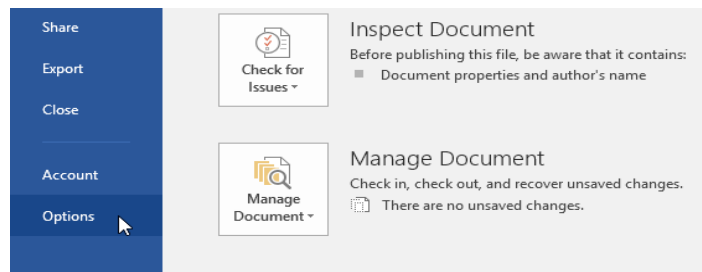 Share
Export
Close
Account
Options
Check for
Issues
Inspect Document
Before publishing this file, be aware that it contains:
Document properties and author's name
Manage
Document
Manage Document
Check in, check out, and recover unsaved changes.
There are no unsaved changes.